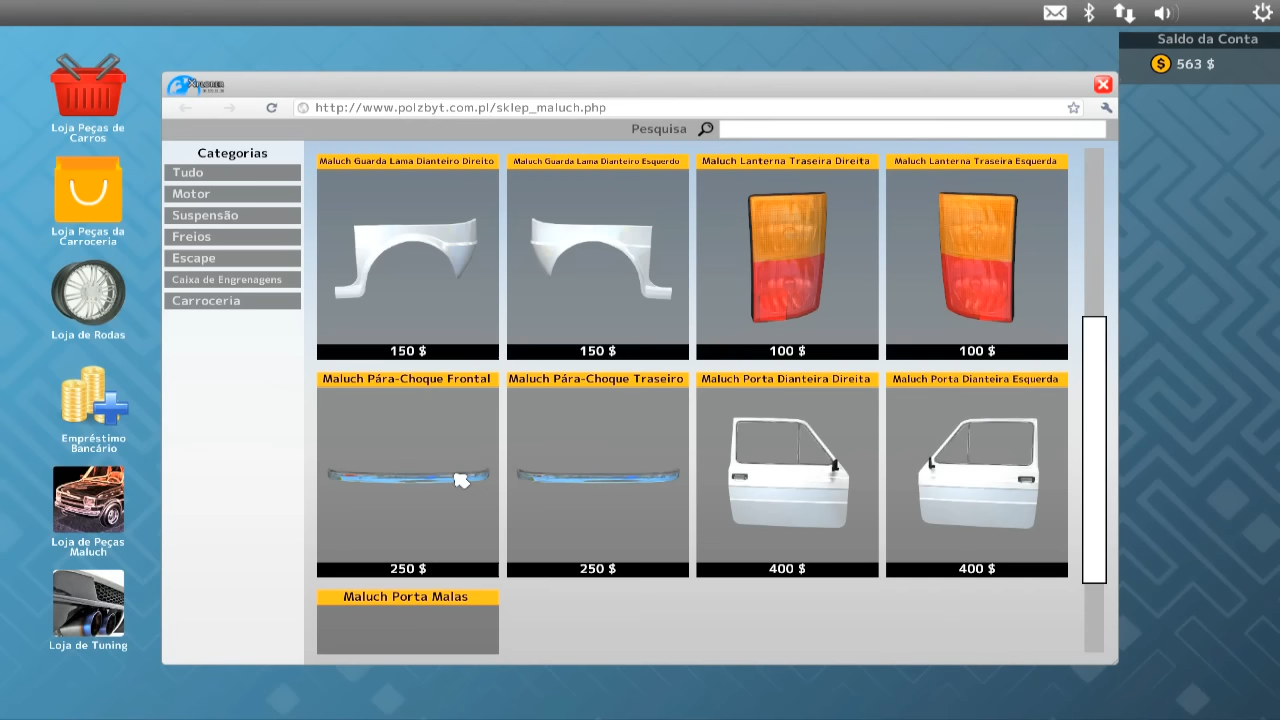 Saldo da Conta
563 $
Loja Peças de
Carros
Loja Peças da
Carroceria
Loja de Rodas
Empréstimo
Bancário
Loja de Peças
Maluch
Loja de Tuning
XPLORER
http://www.polzbyt.com.pl/sklep_maluch.php
Pesquisa
Categorias
Tudo
Motor
Suspensão
Freios
Escape
Caixa de Engrenagens
Carroceria
Maluch Guarda Lama Dianteiro Direito
150 $
Maluch Guarda Lama Dianteiro Esquerdo
150 $
Maluch Lanterna Traseira Direita
100 $
Maluch Lanterna Traseira Esquerda
100 $
Maluch Pára-Choque Frontal
250 $
Maluch Pára-Choque Traseiro
250 $
Maluch Porta Dianteira Direita
400 $
Maluch Porta Dianteira Esquerda
400 $
Maluch Porta Malas